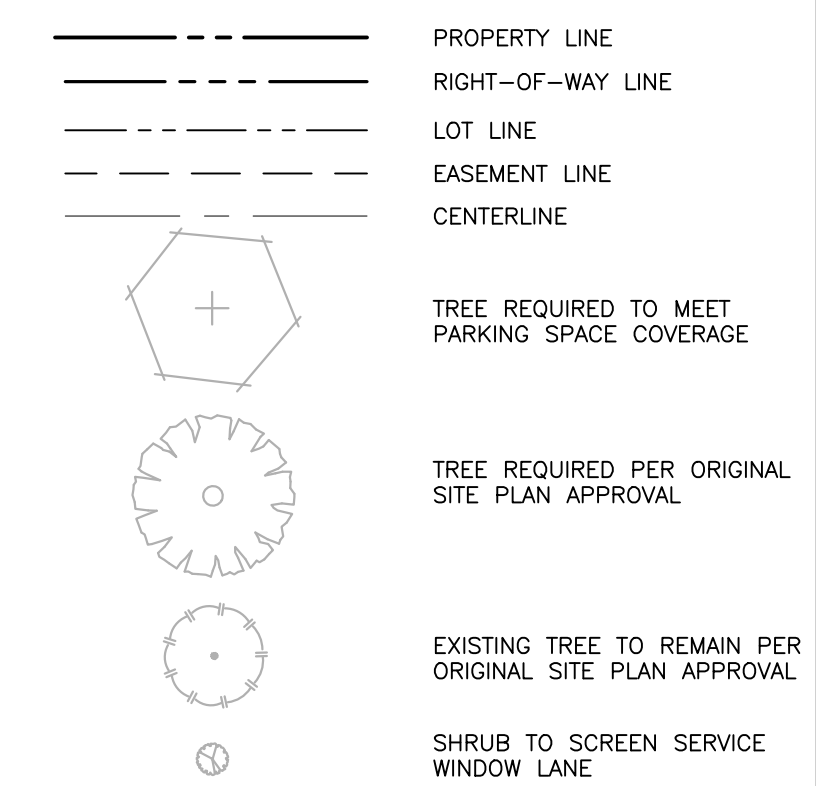 PROPERTY LINE
RIGHT-OF-WAY LINE
LOT LINE
EASEMENT LINE
CENTERLINE
TREE REQUIRED TO MEET
PARKING SPACE COVERAGE
TREE REQUIRED PER ORIGINAL
SITE PLAN APPROVAL
EXISTING TREE TO REMAIN PER
ORIGINAL SITE PLAN APPROVAL
SHRUB TO SCREEN SERVICE
WINDOW LANE